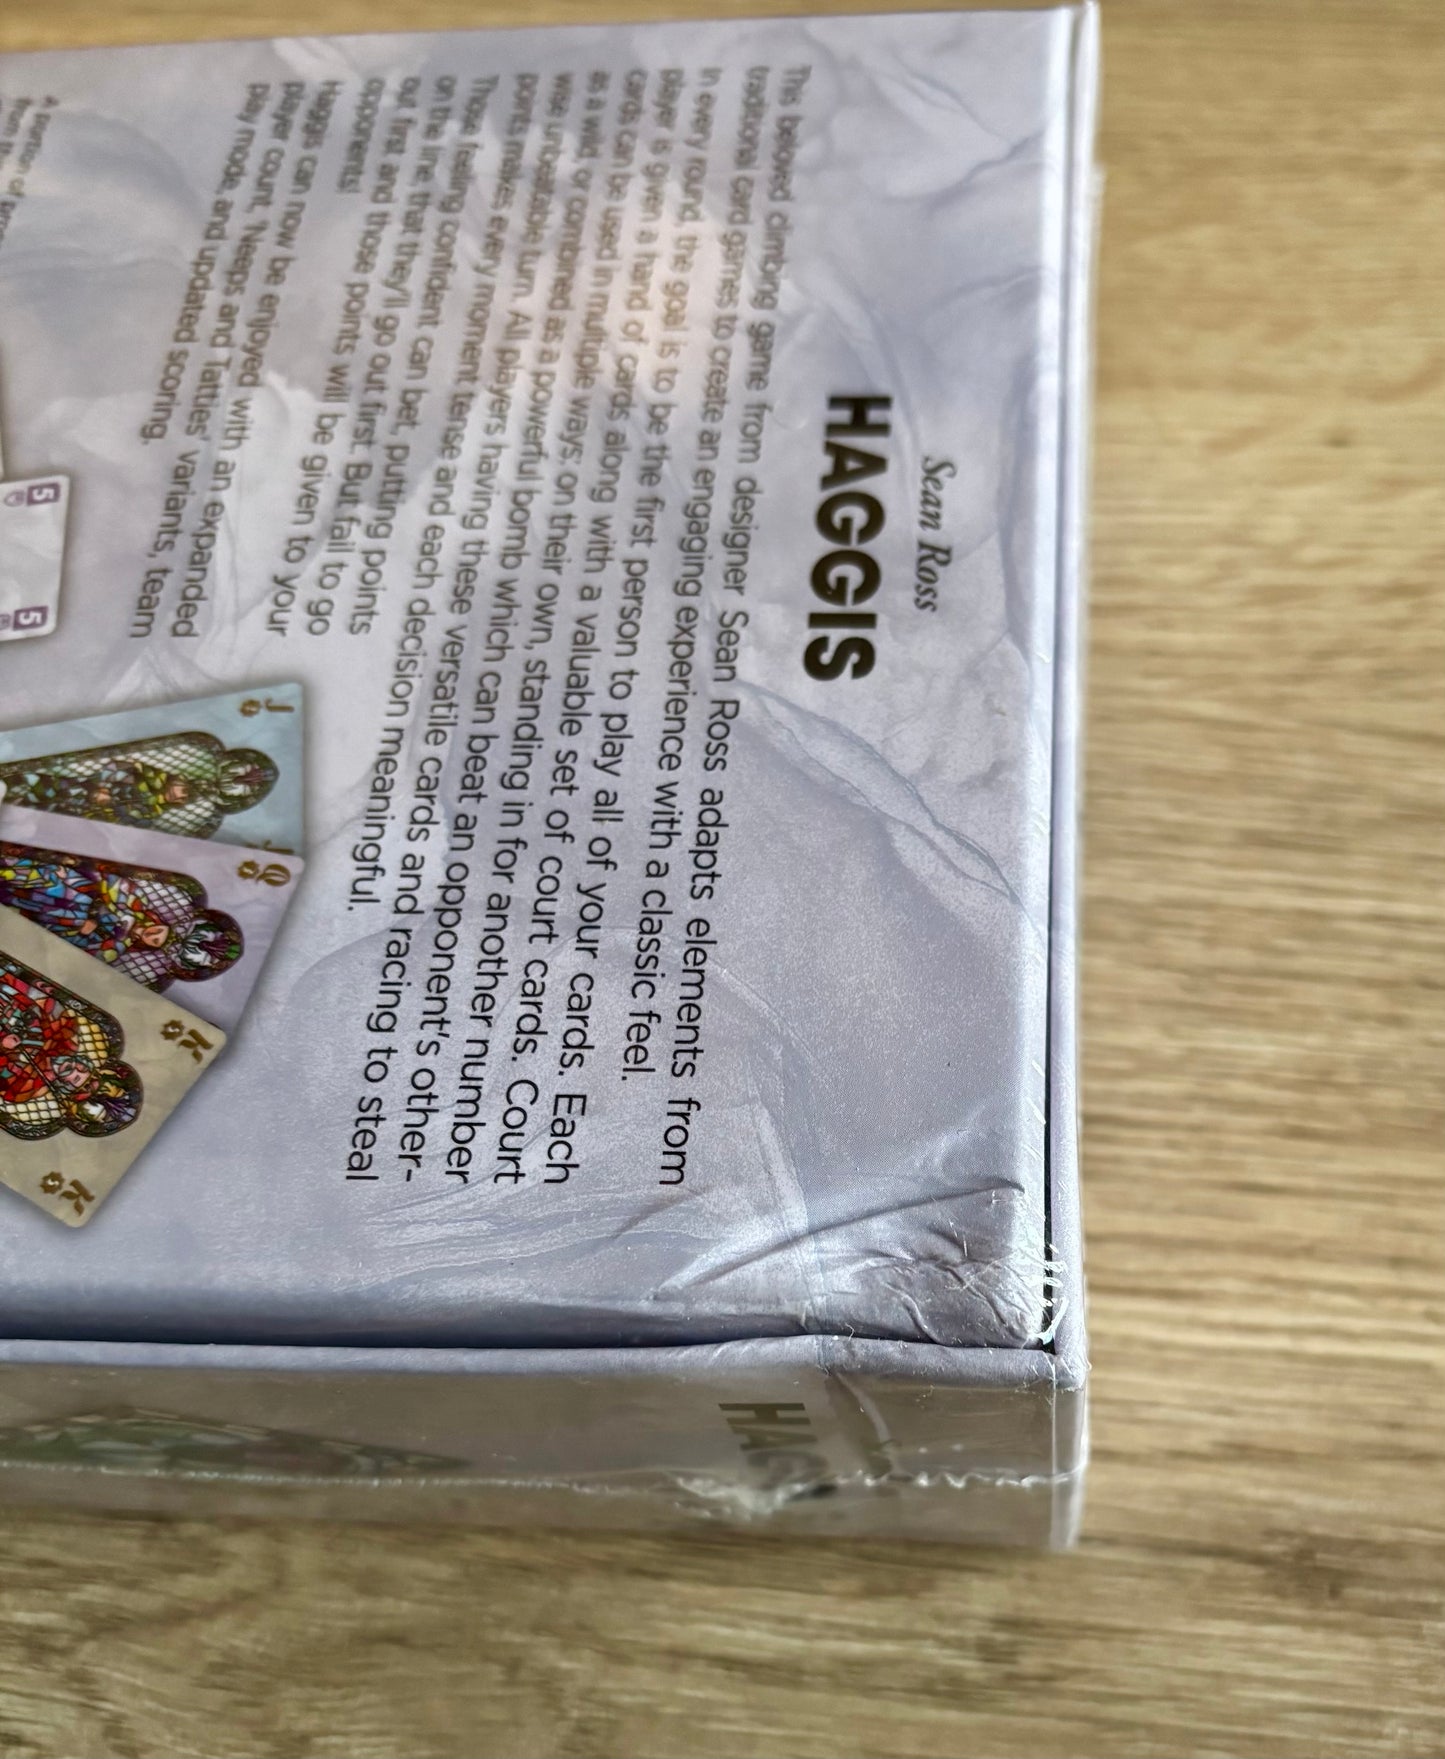 Sean Ross
HAGGIS
This beloved climbing game from designer Sean Ross adapts elements from
traditional card games to create an engaging experience with a classic feel.
In every round, the goal is to be the first person to play all of your cards. Each
player is given a hand of cards along with a valuable set of court cards. Court
cards can be used in multiple ways: on their own, standing in for another number
as a wild, or combined as a powerful bomb which can beat an opponent's other-
wise unbeatable turn. All players having these versatile cards and racing to steal
points makes every moment tense and each decision meaningful.
Those feeling confident can bet, putting points
on the line, that they'll go out first. But fail to go
out first and those points will be given to your
opponents!
Haggis can now be enjoyed with an expanded
player count, 'Neeps and Tatties' variants, team
play mode, and updated scoring.
A portion of
from the
5
5
J
Q
K
K
HAG